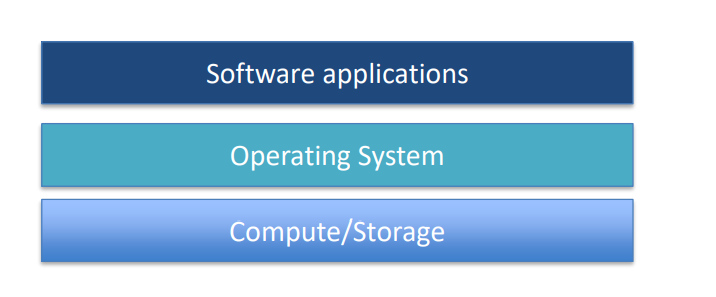 Software applications
Operating System
Compute/Storage